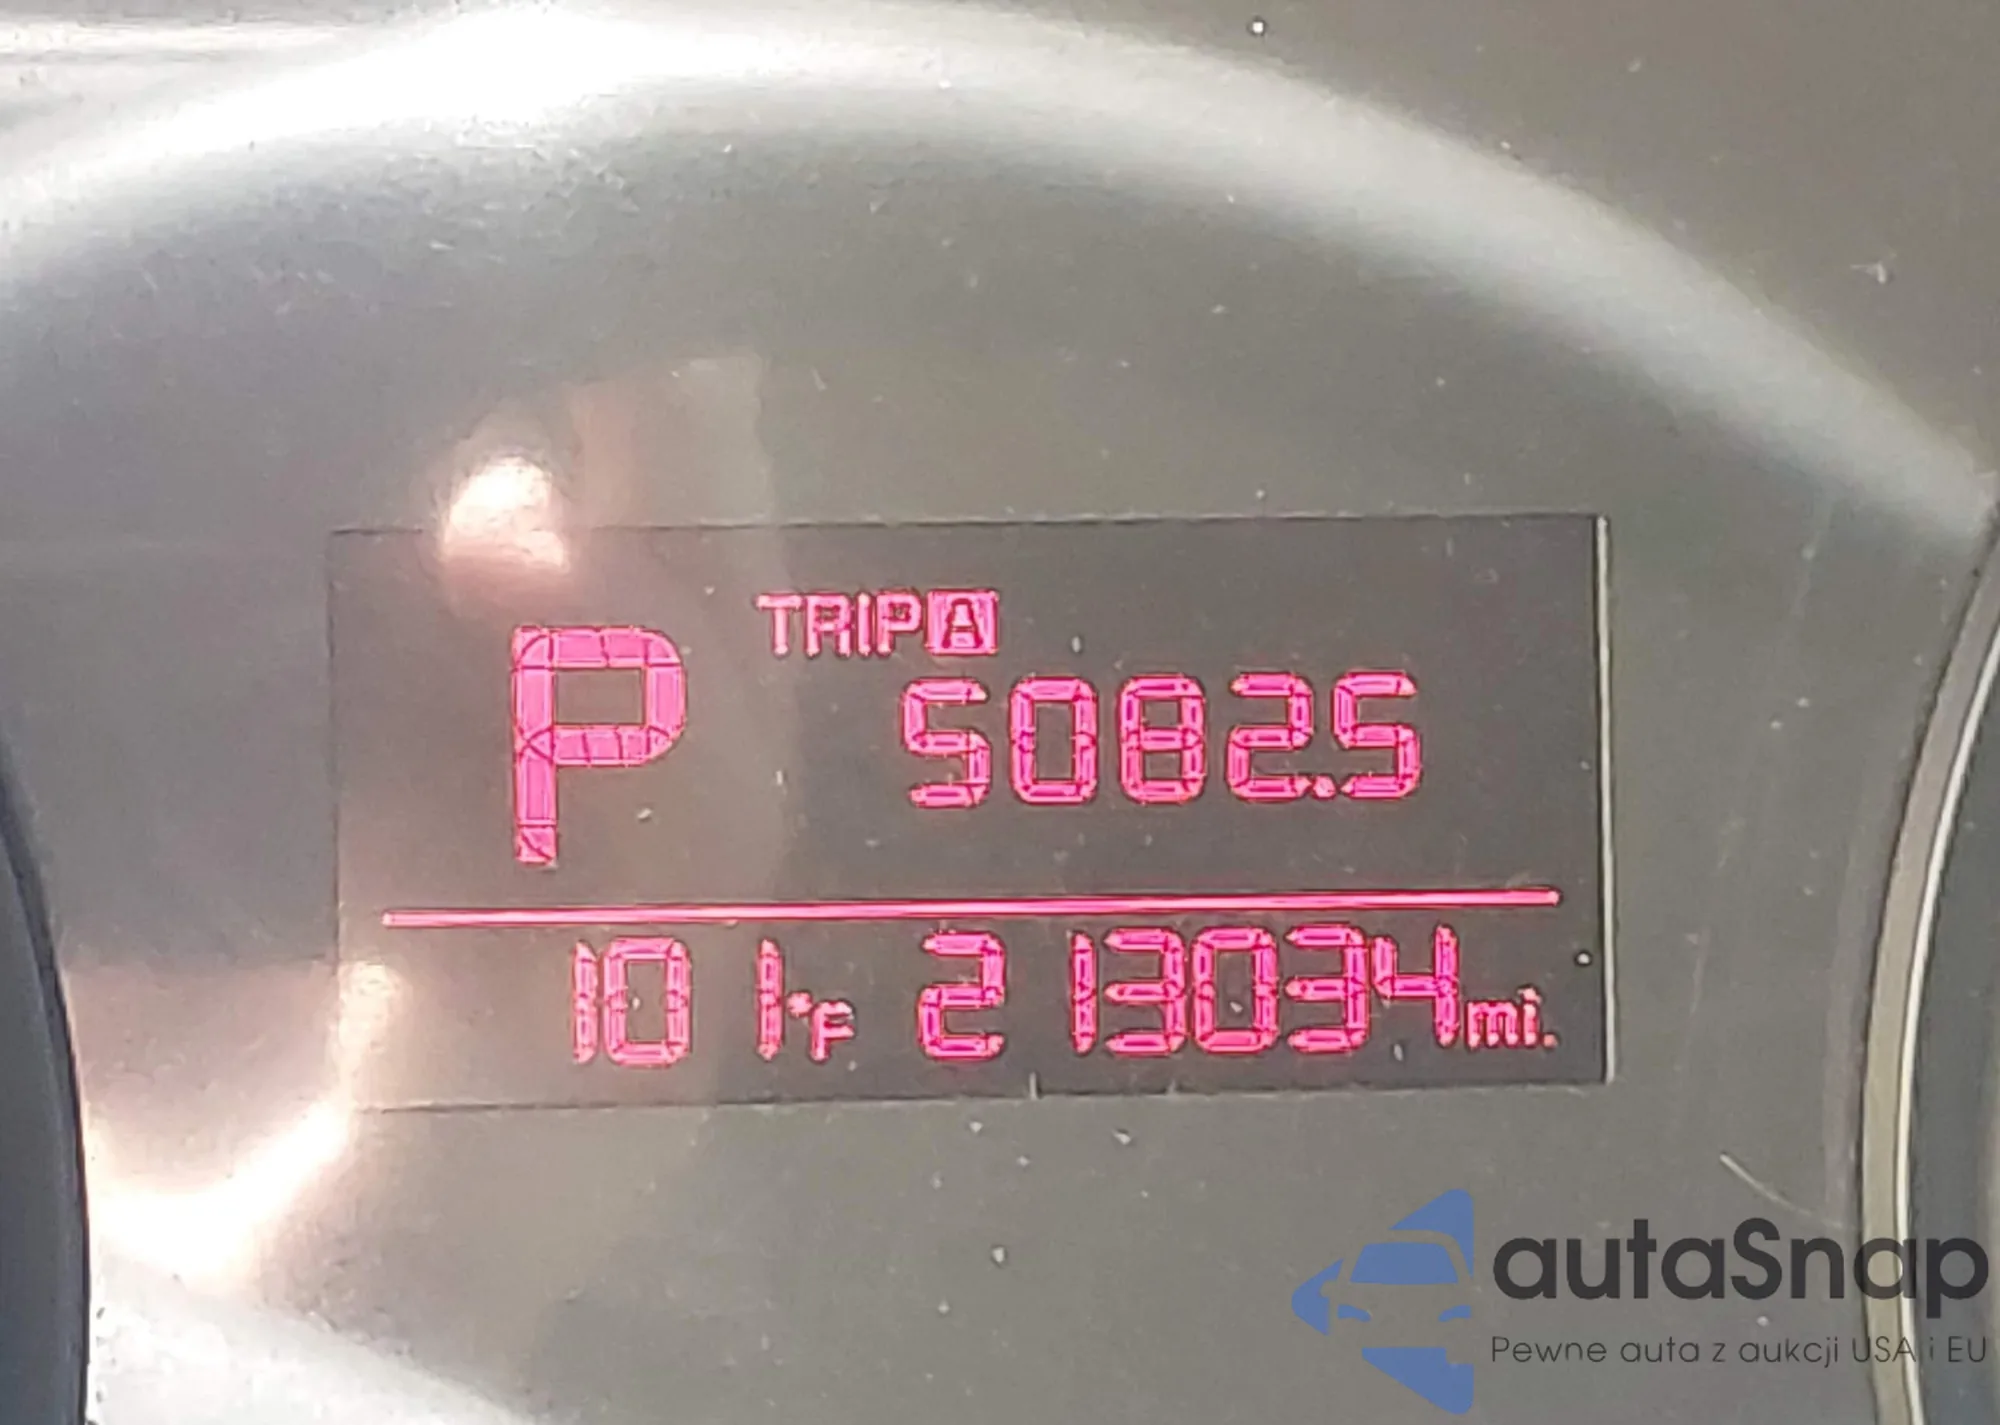 TRIP A
P 5082.5
101°F 213034 mi.
autaSnap
Pewne auta z aukcji USA i EU